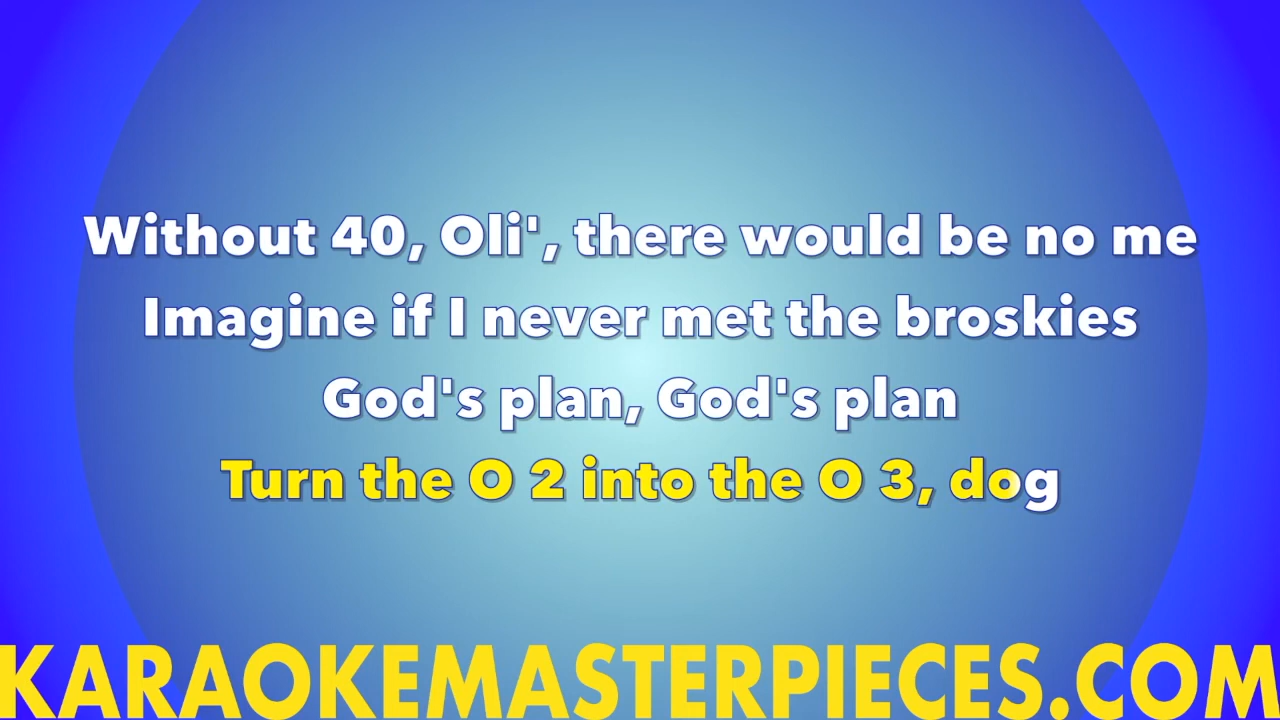 Without 40, Oli', there would be no me
Imagine if I never met the broskies
God's plan, God's plan
Turn the O 2 into the O 3, dog
KARAOKEMASTERPIECES.COM